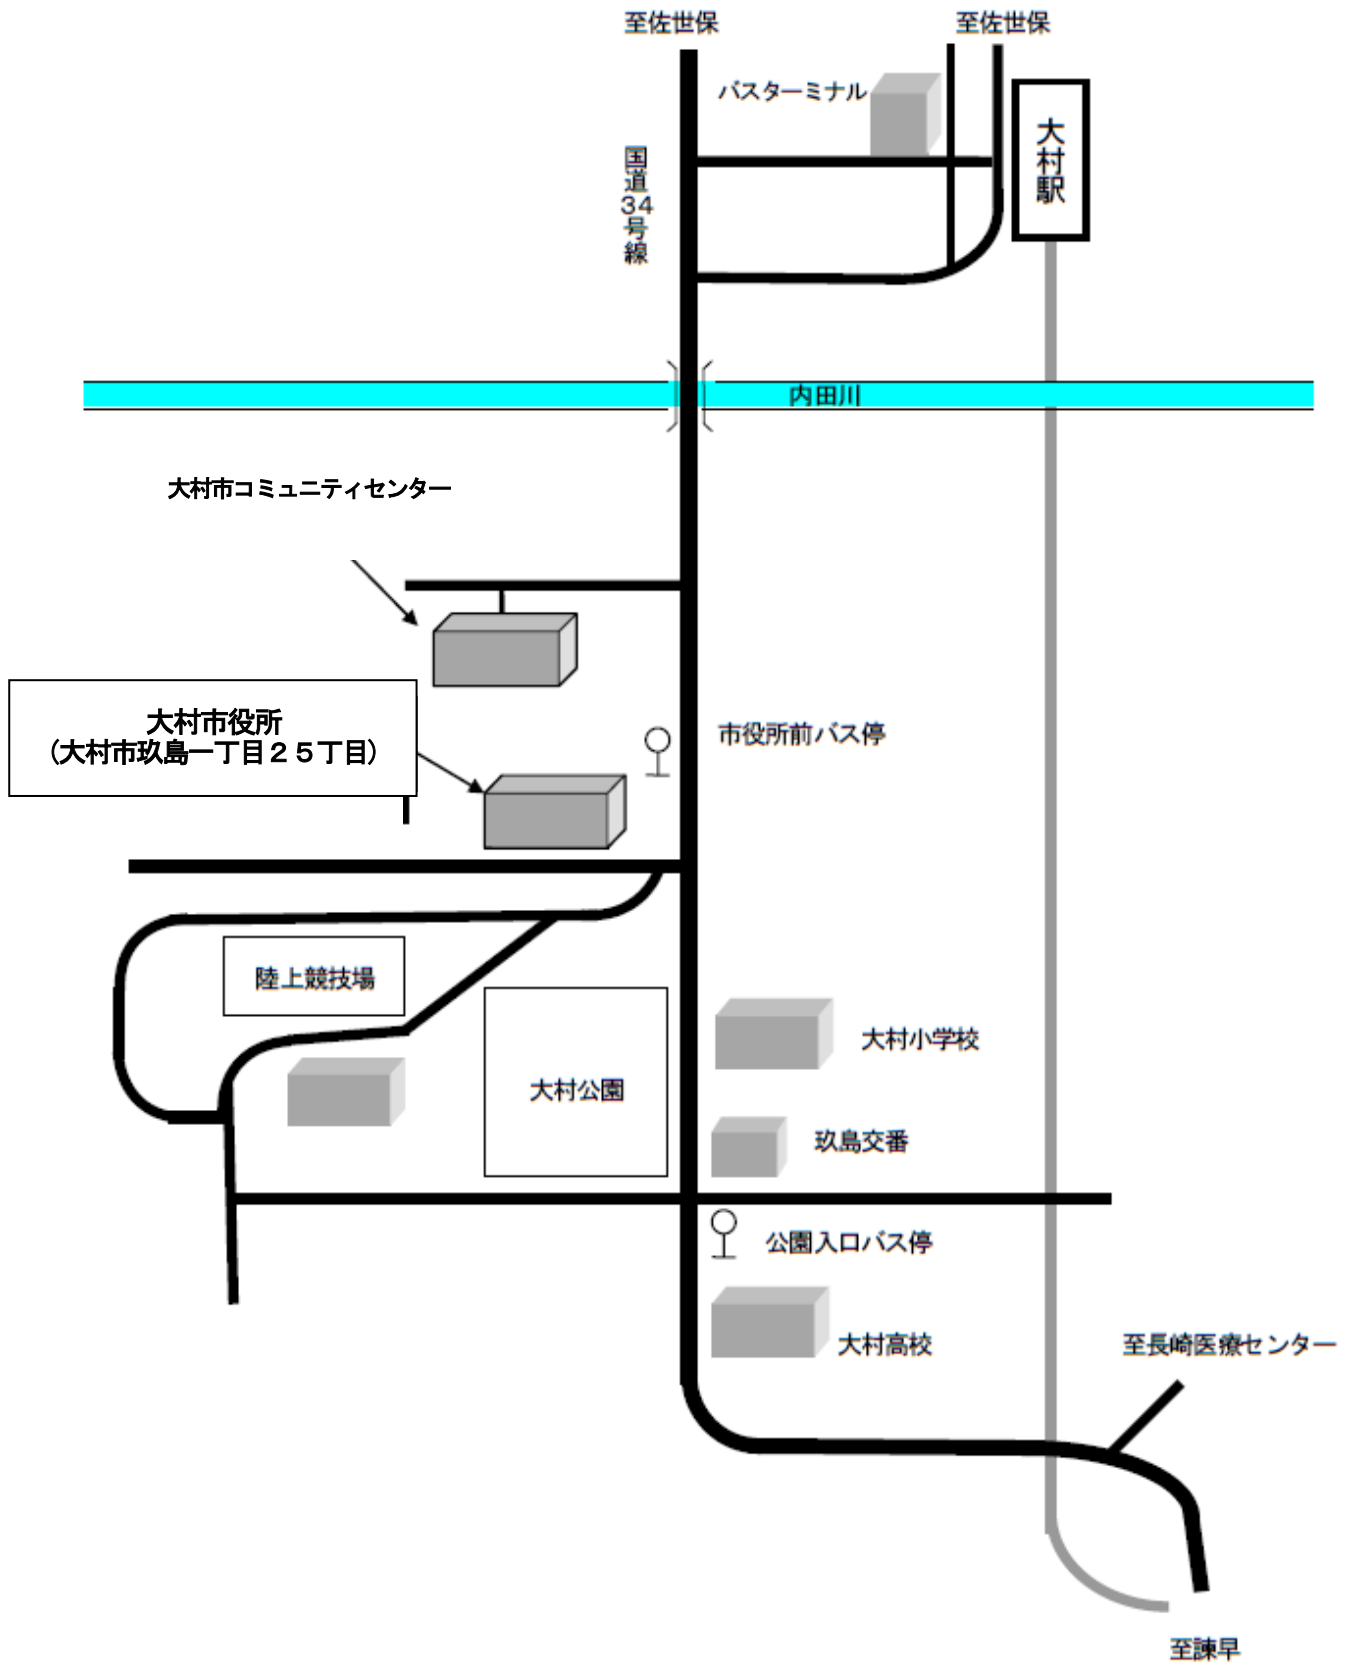 至佐世保
至佐世保
バスターミナル
大村駅
国道34号線
内田川
大村市コミュニティセンター
大村市役所
（大村市玖島一丁目２５丁目）
市役所前バス停
陸上競技場
大村小学校
大村公園
玖島交番
公園入口バス停
大村高校
至長崎医療センター
至諫早